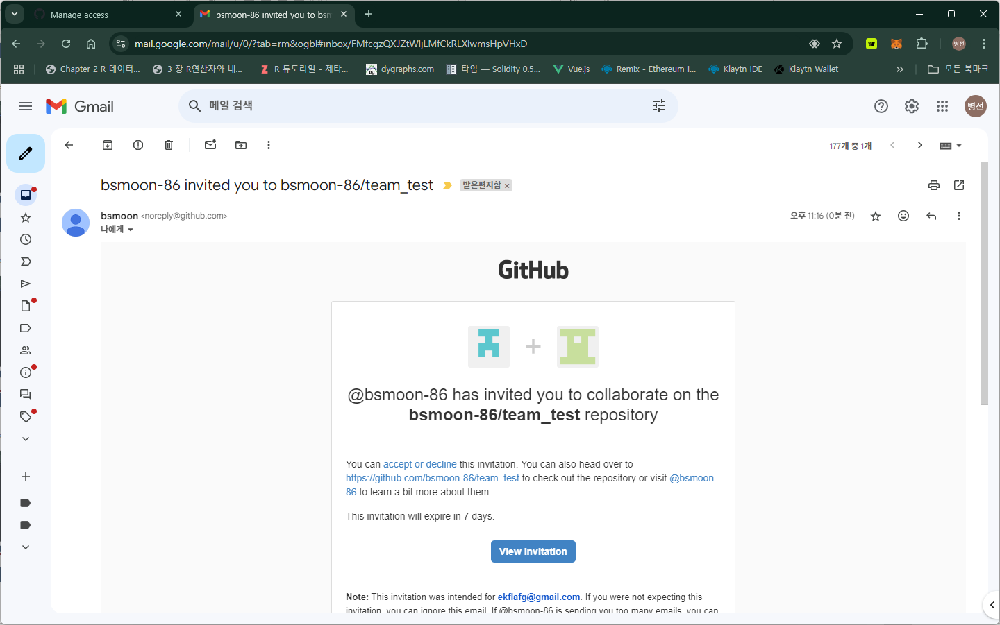 Manage access
bsmoon-86 invited you to bsm
mail.google.com/mail/u/0/?tab=rm&ogbl#inbox/FMfcgzQXJZtWljLMfCkRLXlwmsHpVHxD
병선
Chapter 2 R 데이터...
3 장 R연산자와 내...
R 튜토리얼 - 제타...
dygraphs.com
타입 — Solidity 0.5...
Vue.js
Remix - Ethereum I...
Klaytn IDE
Klaytn Wallet
모든 북마크
Gmail
메일 검색
병선
177개 중 1개
bsmoon-86 invited you to bsmoon-86/team_test
받은편지함 ×
bsmoon <noreply@github.com>
오후 11:16 (0분 전)
나에게
GitHub
@bsmoon-86 has invited you to collaborate on the
bsmoon-86/team_test repository
You can accept or decline this invitation. You can also head over to
https://github.com/bsmoon-86/team_test to check out the repository or visit @bsmoon-
86 to learn a bit more about them.
This invitation will expire in 7 days.
View invitation
Note: This invitation was intended for ekflafg@gmail.com. If you were not expecting this
invitation, you can ignore this email. If @bsmoon-86 is sending you too many emails, you can